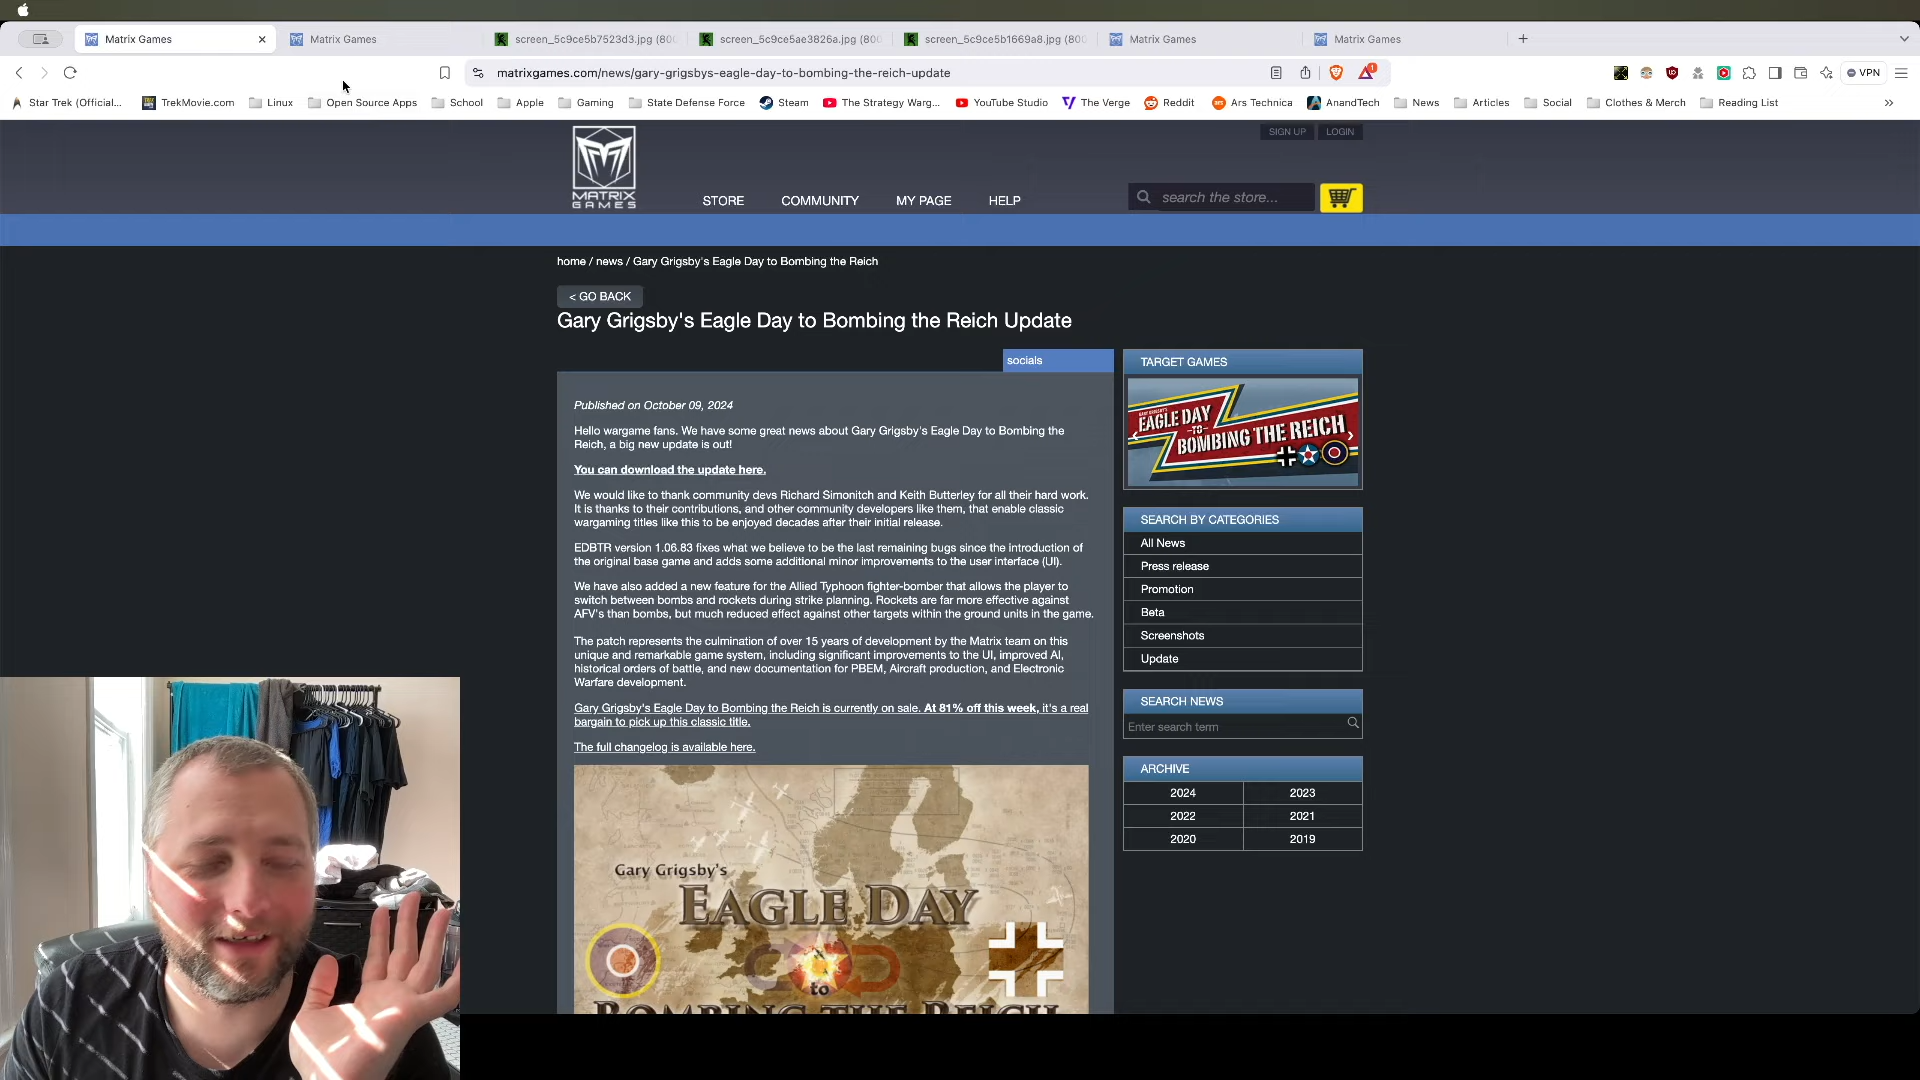 Matrix Games
Matrix Games
screen_5c9ce5b7523d3.jpg (800
screen_5c9ce5ae3826a.jpg (800
screen_5c9ce5b1669a8.jpg (800
Matrix Games
Matrix Games
matrixgames.com/news/gary-grigsbys-eagle-day-to-bombing-the-reich-update
VPN
Star Trek (Official...
TrekMovie.com
Linux
Open Source Apps
School
Apple
Gaming
State Defense Force
Steam
The Strategy Warg...
YouTube Studio
The Verge
Reddit
Ars Technica
AnandTech
News
Articles
Social
Clothes & Merch
Reading List
SIGN UP
LOGIN
MATRIX
GAMES
STORE
COMMUNITY
MY PAGE
HELP
search the store...
home / news / Gary Grigsby's Eagle Day to Bombing the Reich
< GO BACK
Gary Grigsby's Eagle Day to Bombing the Reich Update
socials
Published on October 09, 2024
Hello wargame fans. We have some great news about Gary Grigsby's Eagle Day to Bombing the
Reich, a big new update is out!
You can download the update here.
We would like to thank community devs Richard Simonitch and Keith Butterley for all their hard work.
It is thanks to their contributions, and other community developers like them, that enable classic
wargaming titles like this to be enjoyed decades after their initial release.
EDBTR version 1.06.83 fixes what we believe to be the last remaining bugs since the introduction of
the original base game and adds some additional minor improvements to the user interface (UI).
We have also added a new feature for the Allied Typhoon fighter-bomber that allows the player to
switch between bombs and rockets during strike planning. Rockets are far more effective against
AFV's than bombs, but much reduced effect against other targets within the ground units in the game.
The patch represents the culmination of over 15 years of development by the Matrix team on this
unique and remarkable game system, including significant improvements to the UI, improved AI,
historical orders of battle, and new documentation for PBEM, Aircraft production, and Electronic
Warfare development.
Gary Grigsby's Eagle Day to Bombing the Reich is currently on sale. At 81% off this week, it's a real
bargain to pick up this classic title.
The full changelog is available here.
Gary Grigsby's
EAGLE DAY
to
BOMBING THE REICH
TARGET GAMES
EAGLE DAY
-TO-
BOMBING THE REICH
SEARCH BY CATEGORIES
All News
Press release
Promotion
Beta
Screenshots
Update
SEARCH NEWS
Enter search term
ARCHIVE
2024
2023
2022
2021
2020
2019